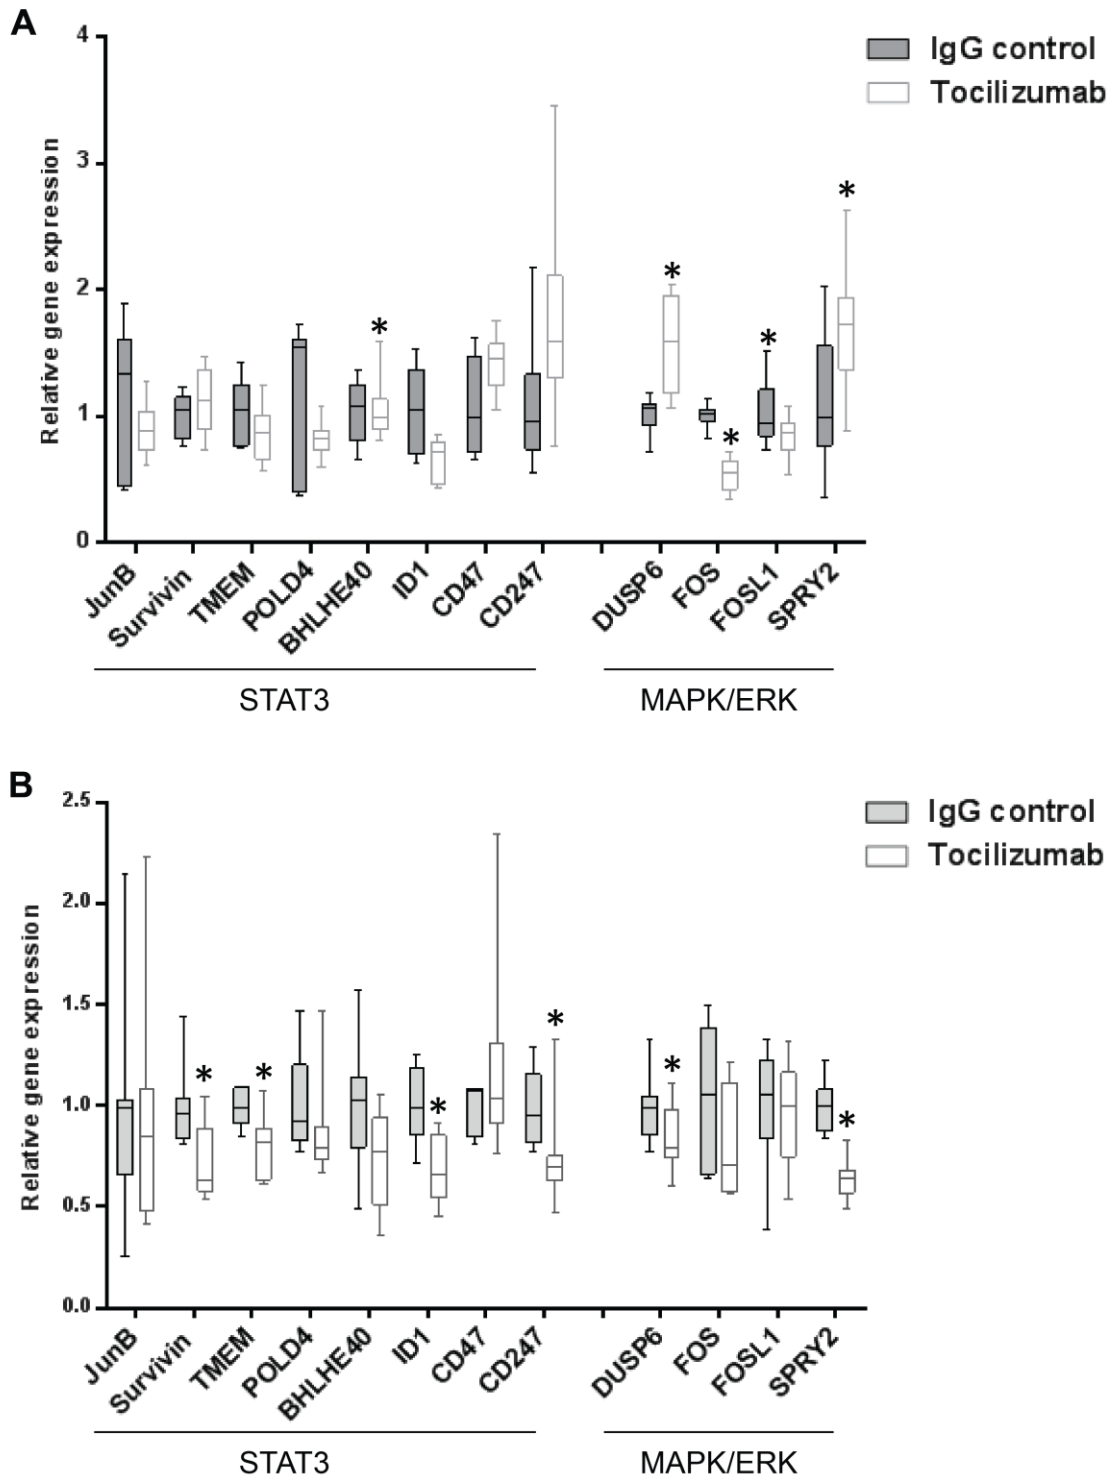 A
IgG control
Tocilizumab
Relative gene expression
4
3
2
1
0
*
*
*
*
*
JunB
Survivin
TMEM
POLD4
BHLHE40
ID1
CD47
CD247
DUSP6
FOS
FOSL1
SPRY2
STAT3
MAPK/ERK
B
IgG control
Tocilizumab
Relative gene expression
2.5
2.0
1.5
1.0
0.5
0.0
*
*
*
*
*
*
JunB
Survivin
TMEM
POLD4
BHLHE40
ID1
CD47
CD247
DUSP6
FOS
FOSL1
SPRY2
STAT3
MAPK/ERK